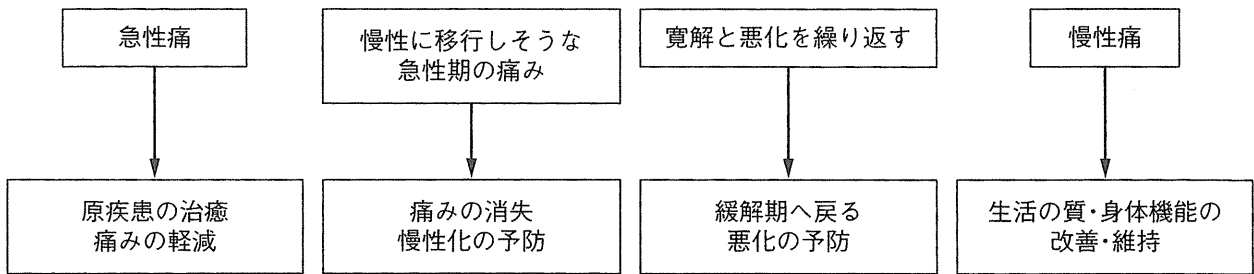 急性痛
慢性に移行しそうな
急性期の痛み
寛解と悪化を繰り返す
慢性痛
原疾患の治癒
痛みの軽減
痛みの消失
慢性化の予防
緩解期へ戻る
悪化の予防
生活の質・身体機能の
改善・維持